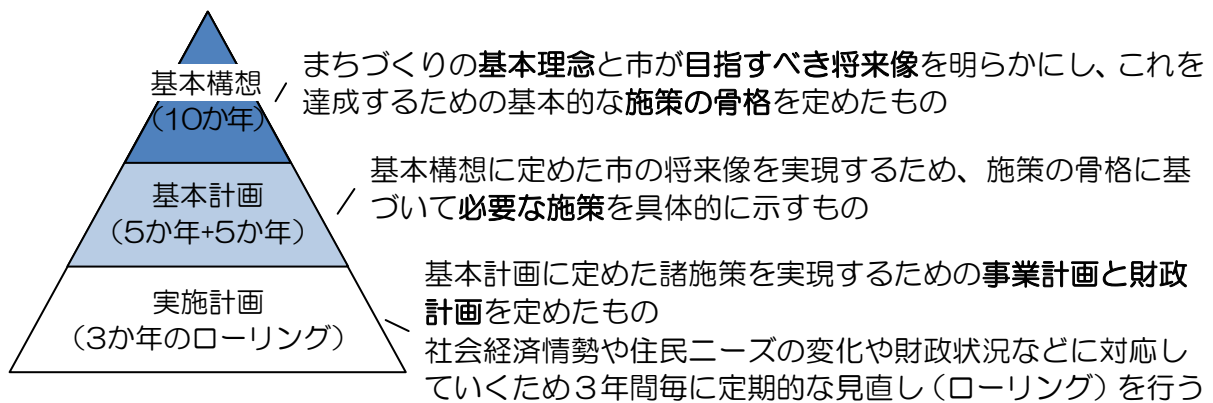 基本構想
(10か年)
まちづくりの基本理念と市が目指すべき将来像を明らかにし、これを
達成するための基本的な施策の骨格を定めたもの
基本計画
(5か年+5か年)
基本構想に定めた市の将来像を実現するため、施策の骨格に基
づいて必要な施策を具体的に示すもの
実施計画
(3か年のローリング)
基本計画に定めた諸施策を実現するための事業計画と財政
計画を定めたもの
社会経済情勢や住民ニーズの変化や財政状況などに対応し
ていくため３年間毎に定期的な見直し(ローリング)を行う